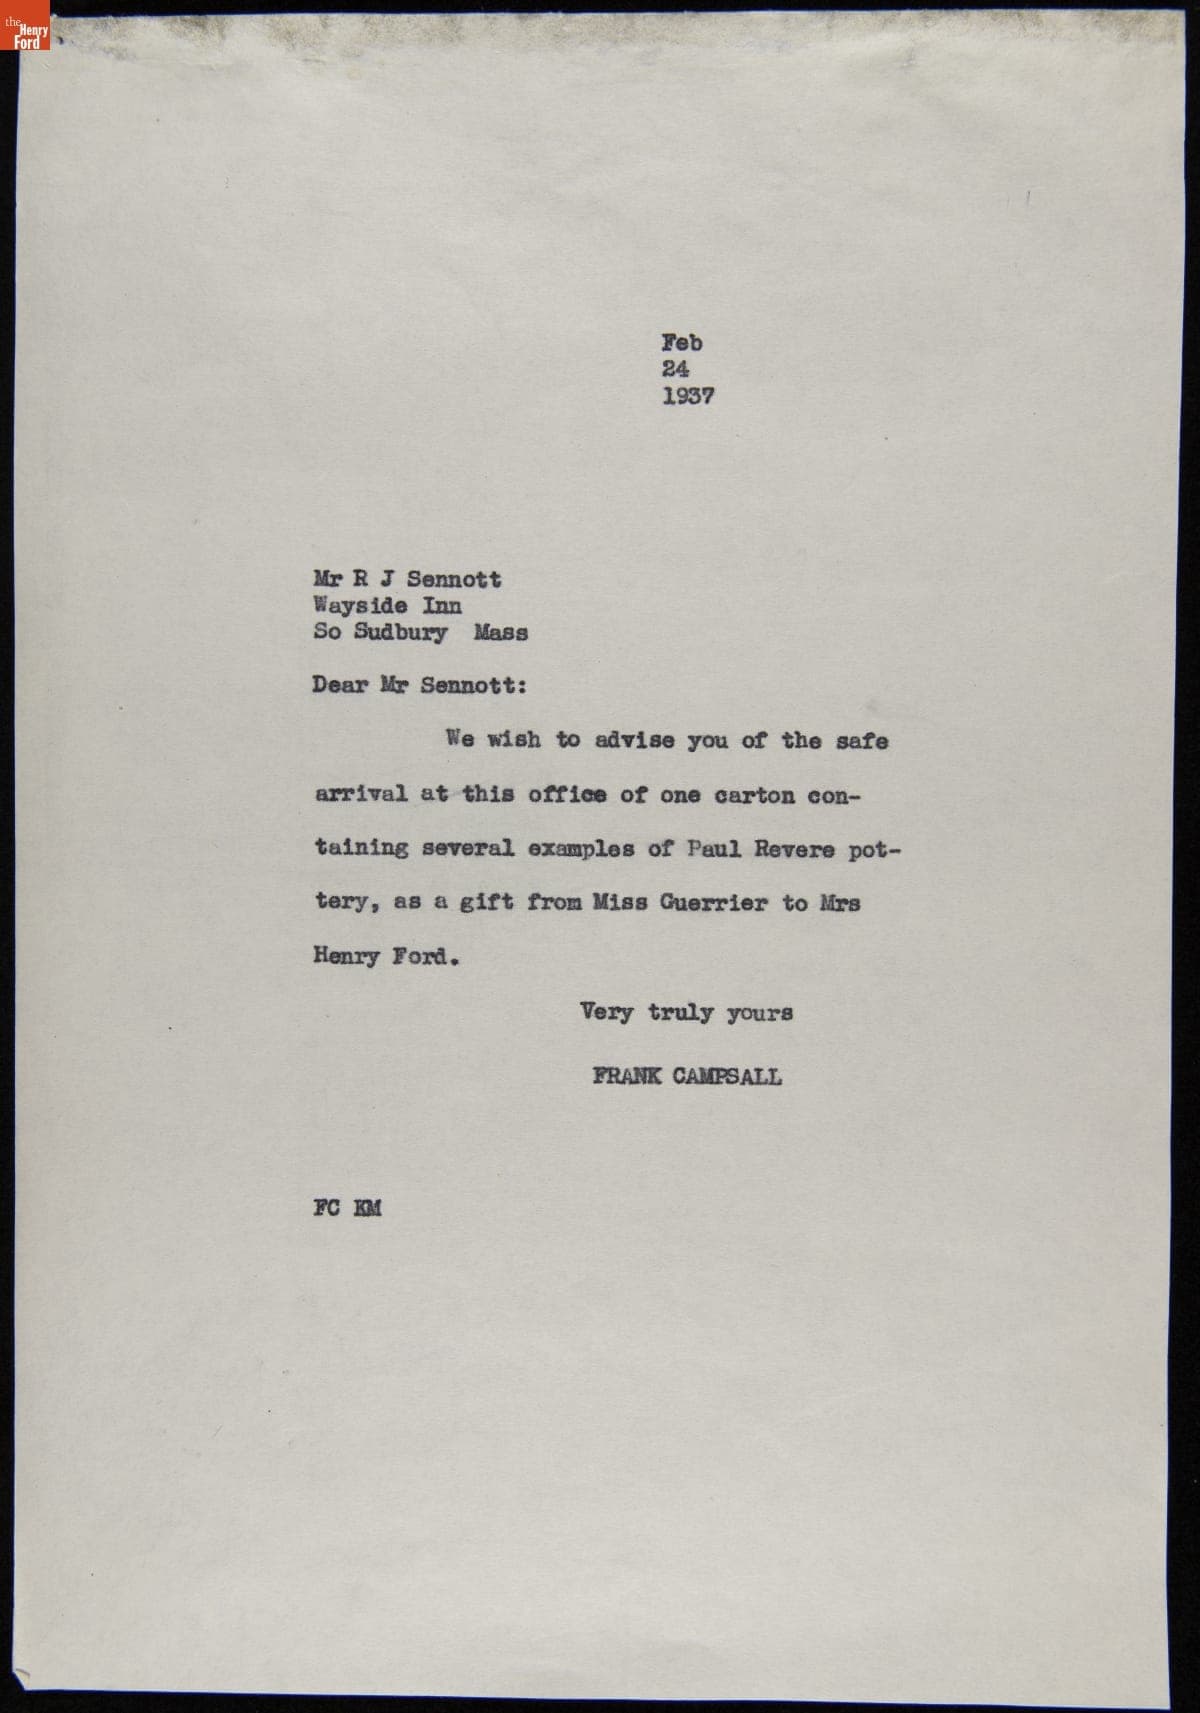 the
Henry
Ford
Feb
24
1937
Mr R J Sennott
Wayside Inn
So Sudbury  Mass
Dear Mr Sennott:
We wish to advise you of the safe
arrival at this office of one carton con-
taining several examples of Paul Revere pot-
tery, as a gift from Miss Guerrier to Mrs
Henry Ford.
Very truly yours
FRANK CAMPSALL
FC KM